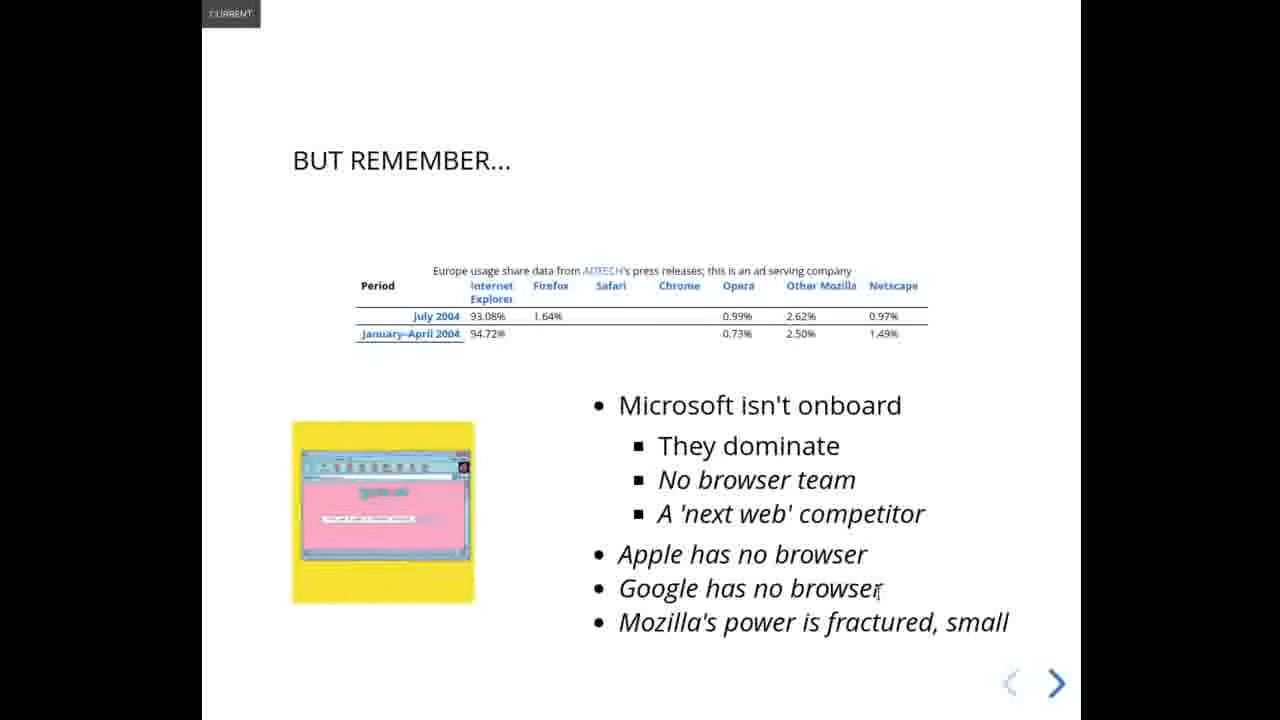 CURRENT
BUT REMEMBER...
Europe usage share data from ADTECH's press releases; this is an ad serving company
Period Internet Explorer Firefox Safari Chrome Opera Other Mozilla Netscape
July 2004 93.08% 1.64% 0.99% 2.62% 0.97%
January–April 2004 94.72% 0.73% 2.50% 1.49%
Microsoft isn't onboard
They dominate
No browser team
A 'next web' competitor
Apple has no browser
Google has no browser
Mozilla's power is fractured, small